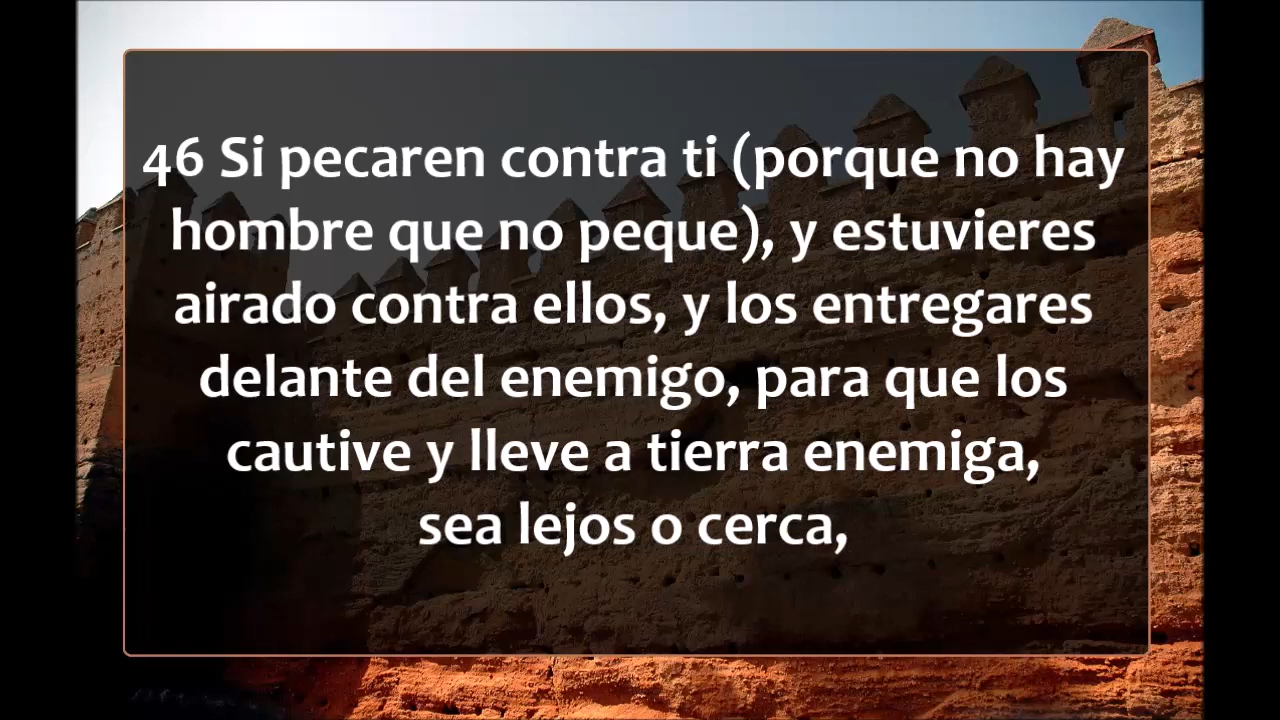 46 Si pecaren contra ti (porque no hay
hombre que no peque), y estuvieres
airado contra ellos, y los entregares
delante del enemigo, para que los
cautive y lleve a tierra enemiga,
sea lejos o cerca,